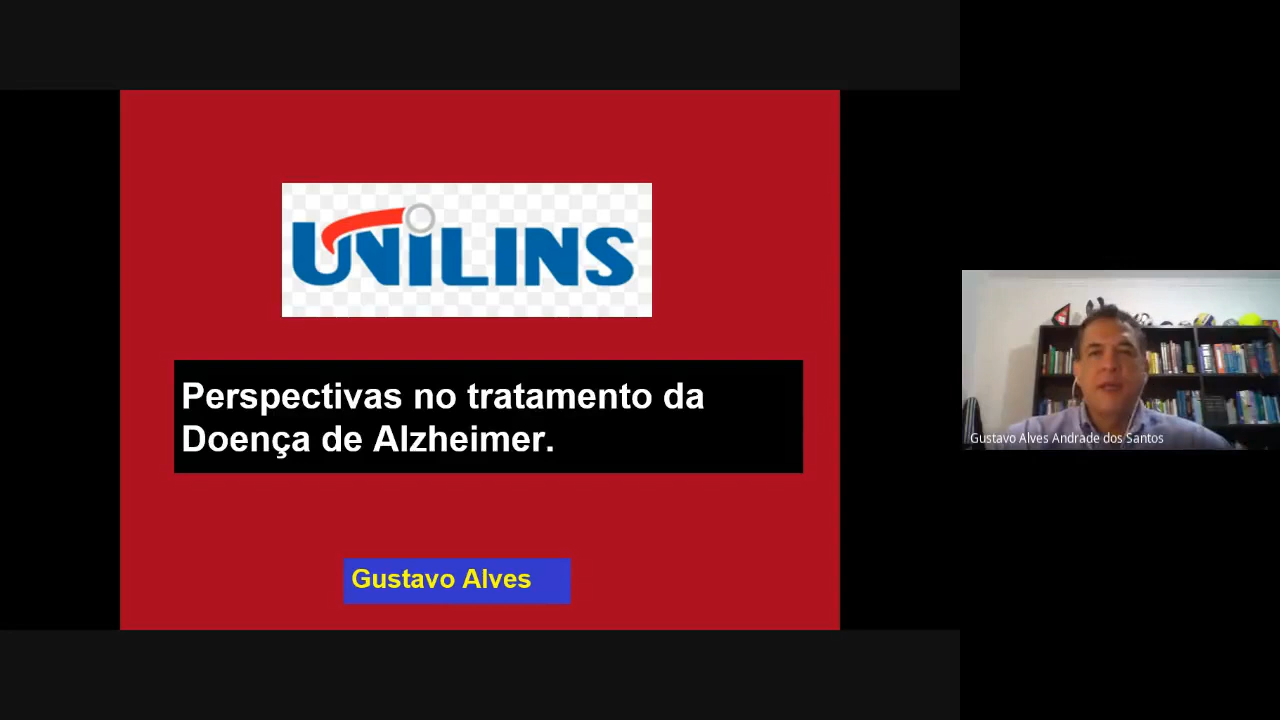 UNILINS
Perspectivas no tratamento da
Doença de Alzheimer.
Gustavo Alves
Gustavo Alves Andrade dos Santos